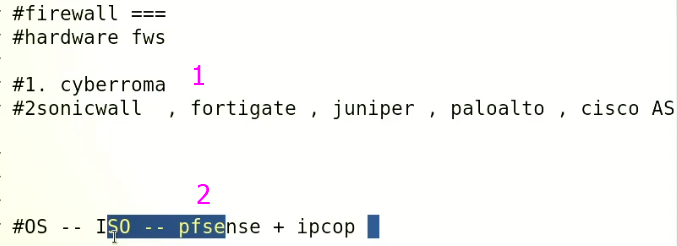 #firewall ===
#hardware fws
#1. cyberroma 1
#2sonicwall , fortigate , juniper , paloalto , cisco AS
2
#OS -- ISO -- pfsense + ipcop